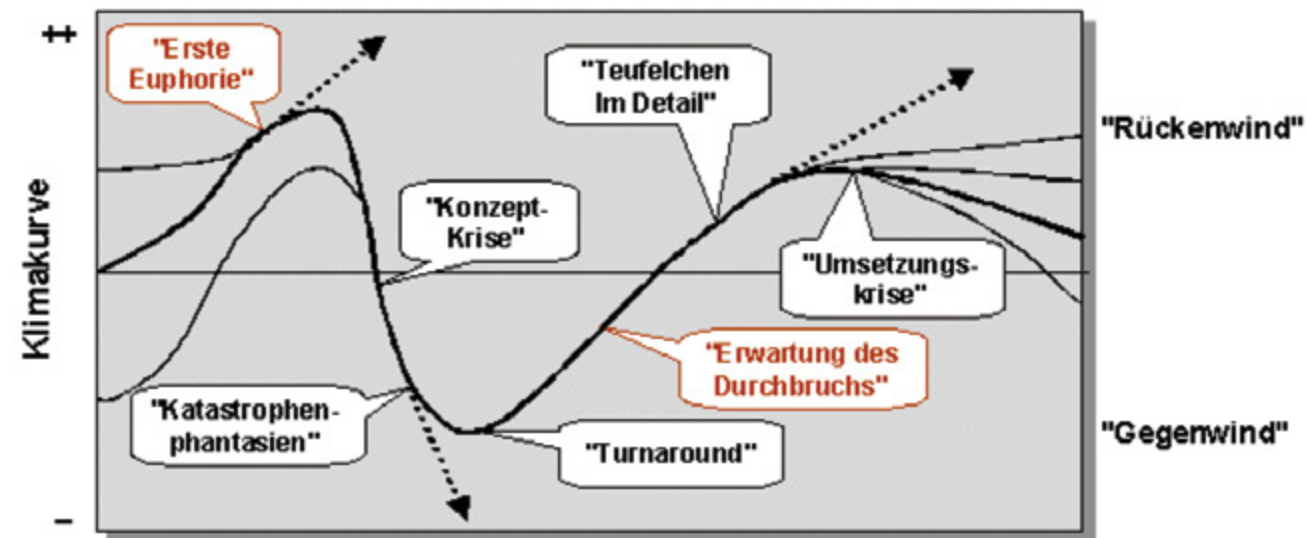 ++
"Erste
Euphorie"
"Teufelchen
Im Detail"
"Rückenwind"
"Konzept-
Krise"
Klimakurve
"Umsetzungs-
krise"
"Erwartung des
Durchbruchs"
"Katastrophen-
phantasien"
"Turnaround"
"Gegenwind"
-